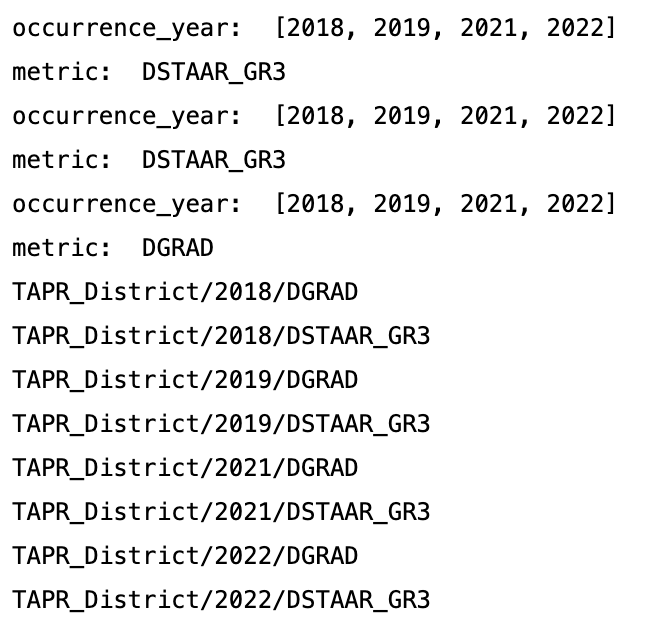 occurrence_year:  [2018, 2019, 2021, 2022]
metric:  DSTAAR_GR3
occurrence_year:  [2018, 2019, 2021, 2022]
metric:  DSTAAR_GR3
occurrence_year:  [2018, 2019, 2021, 2022]
metric:  DGRAD
TAPR_District/2018/DGRAD
TAPR_District/2018/DSTAAR_GR3
TAPR_District/2019/DGRAD
TAPR_District/2019/DSTAAR_GR3
TAPR_District/2021/DGRAD
TAPR_District/2021/DSTAAR_GR3
TAPR_District/2022/DGRAD
TAPR_District/2022/DSTAAR_GR3